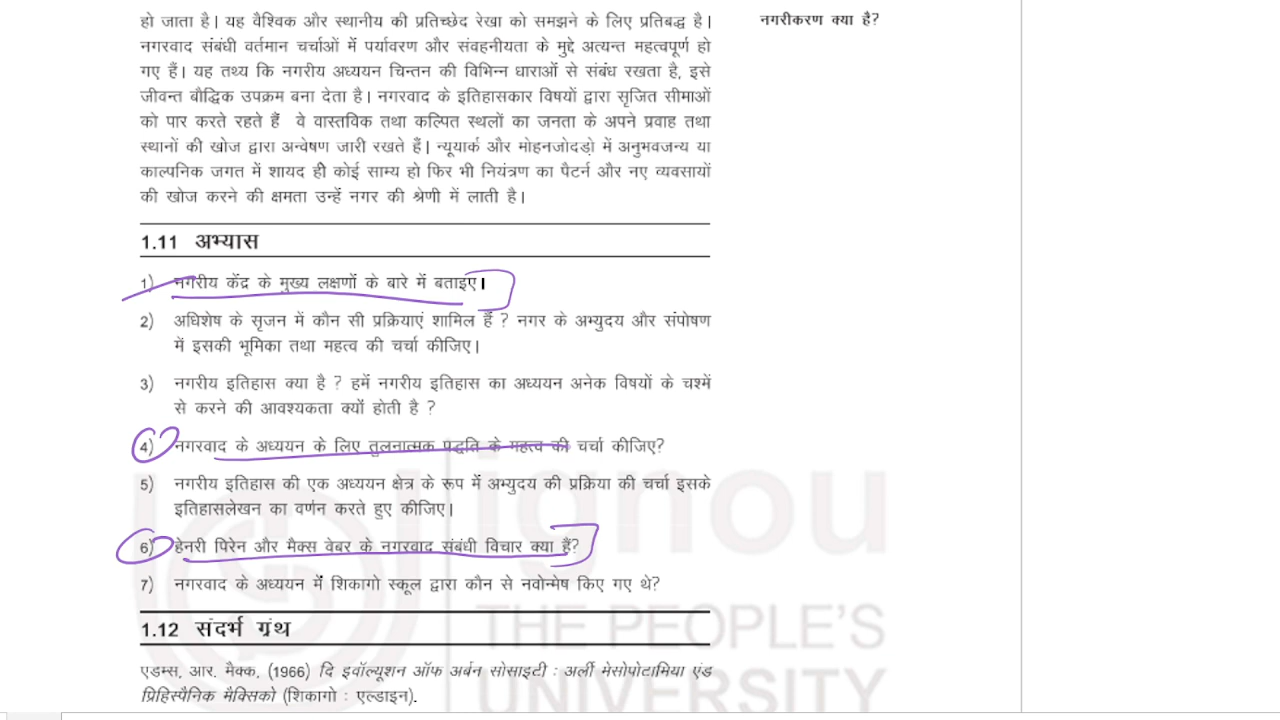 हो जाता है। यह वैश्विक और स्थानीय की प्रतिच्छेद रेखा को समझने के लिए प्रतिबद्ध है।
नगरीकरण क्या है?
नगरवाद संबंधी वर्तमान चर्चाओं में पर्यावरण और संवहनीयता के मुद्दे अत्यन्त महत्वपूर्ण हो
गए हैं। यह तथ्य कि नगरीय अध्ययन चिन्तन की विभिन्न धाराओं से संबंध रखता है, इसे
जीवन्त बौद्धिक उपक्रम बना देता है। नगरवाद के इतिहासकार विषयों द्वारा सृजित सीमाओं
को पार करते रहते हैं वे वास्तविक तथा कल्पित स्थलों का जनता के अपने प्रवाह तथा
स्थानों की खोज द्वारा अन्वेषण जारी रखते हैं। न्यूयार्क और मोहनजोदड़ो में अनुभवजन्य या
काल्पनिक जगत में शायद ही कोई साम्य हो फिर भी नियंत्रण का पैटर्न और नए व्यवसायों
की खोज करने की क्षमता उन्हें नगर की श्रेणी में लाती है।
1.11 अभ्यास
1) नगरीय केंद्र के मुख्य लक्षणों के बारे में बताइए।
2) अधिशेष के सृजन में कौन सी प्रक्रियाएं शामिल हैं ? नगर के अभ्युदय और संपोषण
में इसकी भूमिका तथा महत्व की चर्चा कीजिए।
3) नगरीय इतिहास क्या है ? हमें नगरीय इतिहास का अध्ययन अनेक विषयों के चश्में
से करने की आवश्यकता क्यों होती है ?
4) नगरवाद के अध्ययन के लिए तुलनात्मक पद्धति के महत्व की चर्चा कीजिए?
5) नगरीय इतिहास की एक अध्ययन क्षेत्र के रूप में अभ्युदय की प्रक्रिया की चर्चा इसके
इतिहासलेखन का वर्णन करते हुए कीजिए।
6) हेनरी पिरेन और मैक्स वेबर के नगरवाद संबंधी विचार क्या हैं?
7) नगरवाद के अध्ययन में शिकागो स्कूल द्वारा कौन से नवोन्मेष किए गए थे?
1.12 संदर्भ ग्रंथ
एडम्स, आर. मैक्क, (1966) दि इवॉल्यूशन ऑफ अर्बन सोसाइटी : अर्ली मेसोपोटामिया एंड
प्रिहिस्पैनिक मैक्सिको (शिकागो : एल्डाइन).
ignou
THE PEOPLE'S
UNIVERSITY